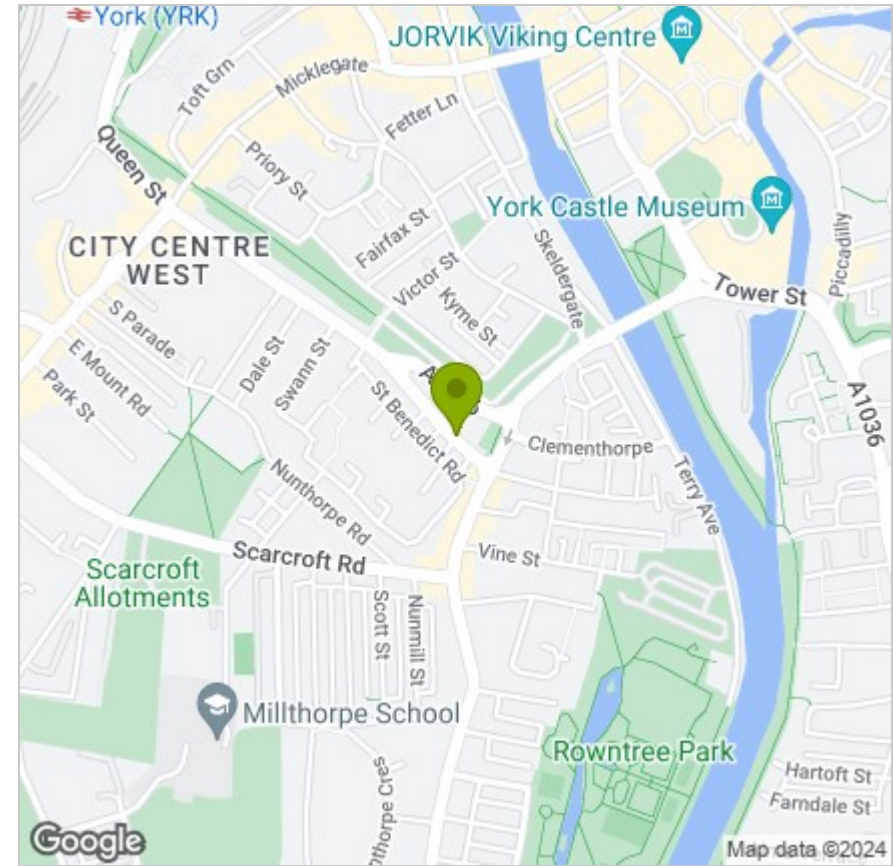 York (YRK)
JORVIK Viking Centre
Toft Grn
Micklegate
Fetter Ln
Queen St
Priory St
York Castle Museum
CITY CENTRE
WEST
Fairfax St
Skeldergate
Piccadilly
Victor St
Kyme St
Tower St
S Parade
Dale St
Swann St
E Mount Rd
Park St
St Benedict Rd
A1036
Clementhorpe
Nunthorpe Rd
Terry Ave
Scarcroft Rd
Vine St
Scarcroft
Allotments
Scott St
Nunmill St
Millthorpe School
Rowntree Park
Hartoft St
Farndale St
Google
Map data ©2024